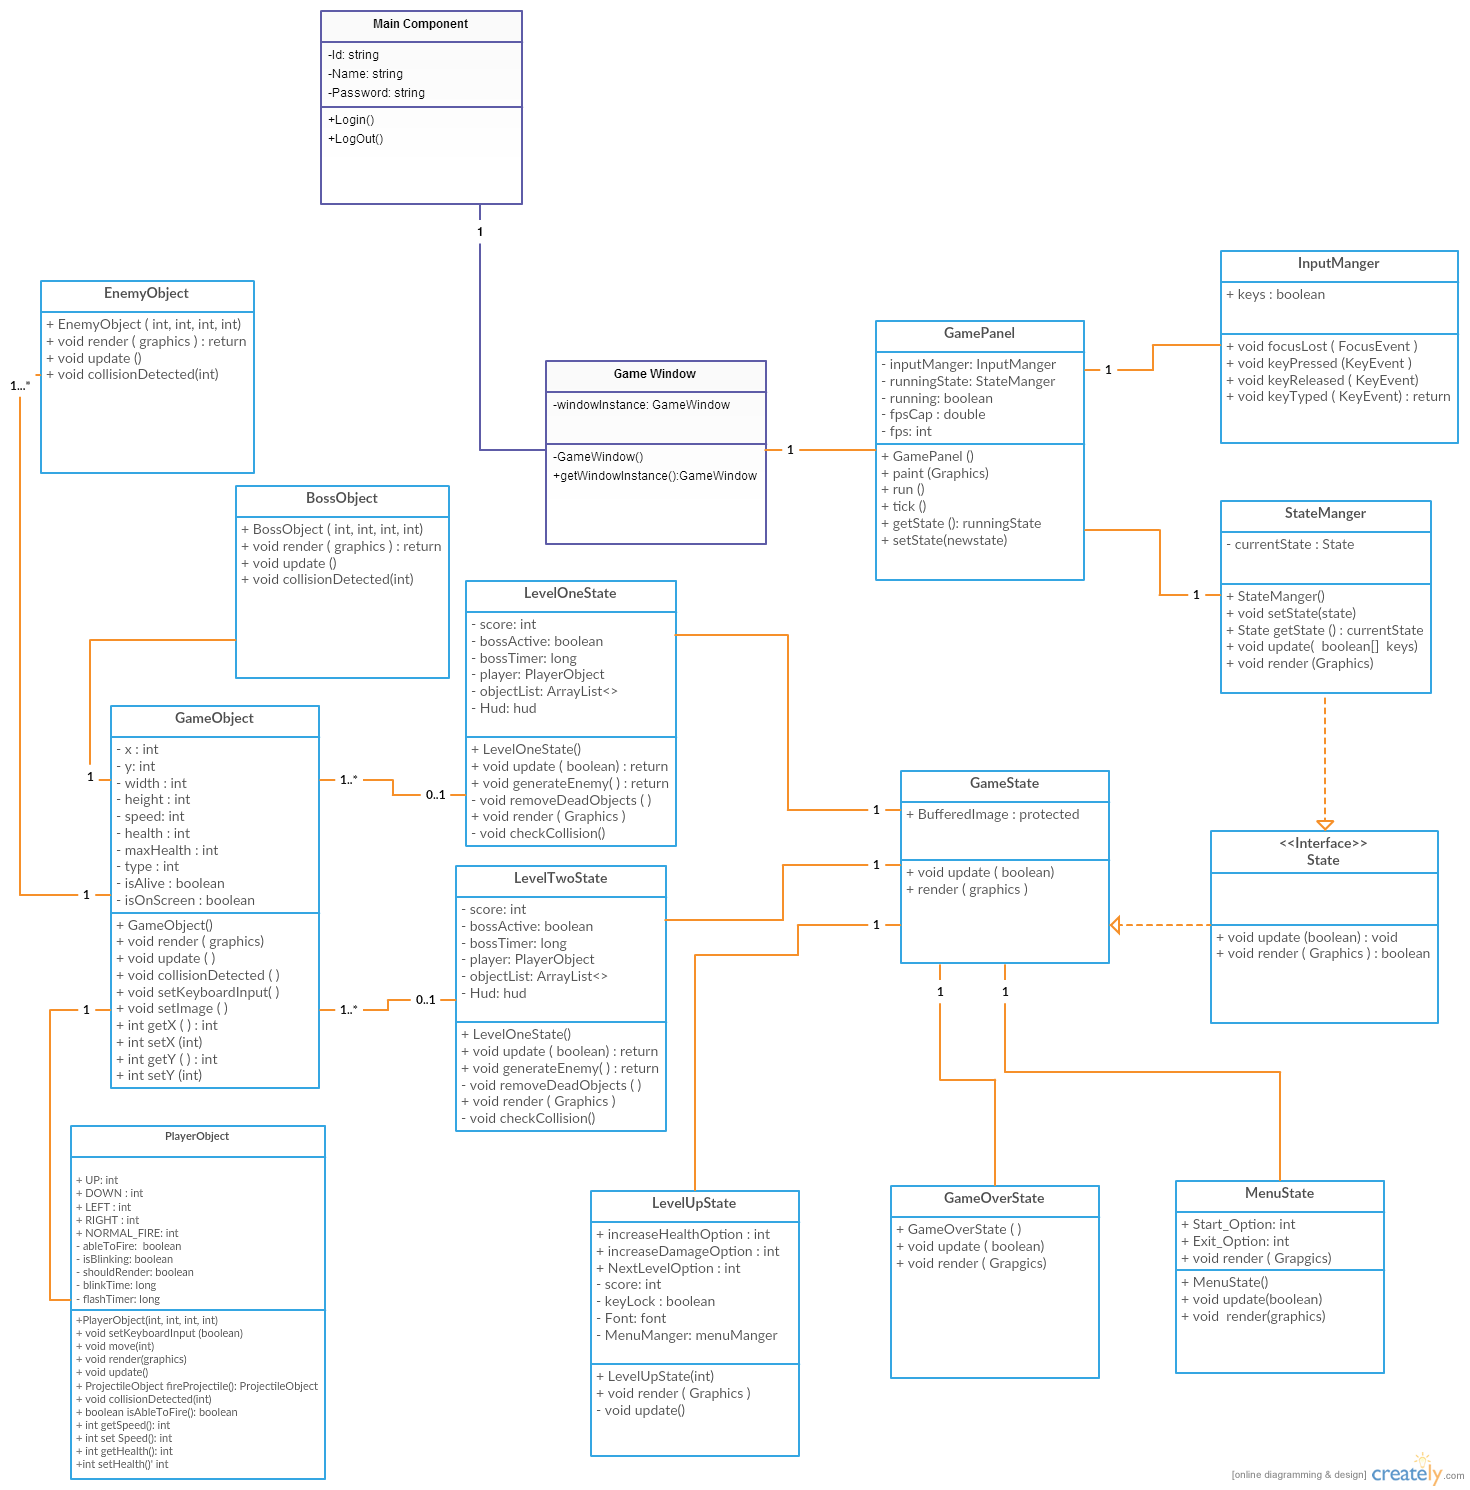 Main Component
-Id: string
-Name: string
-Password: string
+Login()
+LogOut()
1
EnemyObject
+ EnemyObject ( int, int, int, int)
+ void render ( graphics ) : return
+ void update ()
+ void collisionDetected(int)
1...*
BossObject
+ BossObject ( int, int, int, int)
+ void render ( graphics ) : return
+ void update ()
+ void collisionDetected(int)
Game Window
-windowInstance: GameWindow
-GameWindow()
+getWindowInstance():GameWindow
1
GamePanel
- inputManger: InputManger
- runningState: StateManger
- running: boolean
- fpsCap : double
- fps: int
+ GamePanel ()
+ paint (Graphics)
+ run ()
+ tick ()
+ getState (): runningState
+ setState(newstate)
1
InputManger
+ keys : boolean
+ void focusLost ( FocusEvent )
+ void keyPressed (KeyEvent )
+ void keyReleased ( KeyEvent)
+ void keyTyped ( KeyEvent) : return
1
StateManger
- currentState : State
+ StateManger()
+ void setState(state)
+ State getState () : currentState
+ void update(  boolean[]  keys)
+ void render (Graphics)
LevelOneState
- score: int
- bossActive: boolean
- bossTimer: long
- player: PlayerObject
- objectList: ArrayList<>
- Hud: hud
+ LevelOneState()
+ void update ( boolean) : return
+ void generateEnemy( ) : return
- void removeDeadObjects ( )
+ void render ( Graphics )
- void checkCollision()
GameObject
- x : int
- y: int
- width : int
- height : int
- speed: int
- health : int
- maxHealth : int
- type : int
- isAlive : boolean
- isOnScreen : boolean
+ GameObject()
+ void render ( graphics)
+ void update ( )
+ void collisionDetected ( )
+ void setKeyboardInput( )
+ void setImage ( )
+ int getX ( ) : int
+ int setX (int)
+ int getY ( ) : int
+ int setY (int)
1
1
1
1..*
0..1
1..*
0..1
LevelTwoState
- score: int
- bossActive: boolean
- bossTimer: long
- player: PlayerObject
- objectList: ArrayList<>
- Hud: hud
+ LevelOneState()
+ void update ( boolean) : return
+ void generateEnemy( ) : return
- void removeDeadObjects ( )
+ void render ( Graphics )
- void checkCollision()
GameState
+ BufferedImage : protected
+ void update ( boolean)
+ render ( graphics )
1
1
1
1
1
<<Interface>>
State
+ void update (boolean) : void
+ void render ( Graphics ) : boolean
PlayerObject
+ UP: int
+ DOWN : int
+ LEFT : int
+ RIGHT : int
+ NORMAL_FIRE: int
- ableToFire:  boolean
- isBlinking: boolean
- shouldRender: boolean
- blinkTime: long
- flashTimer: long
+PlayerObject(int, int, int, int)
+ void setKeyboardInput (boolean)
+ void move(int)
+ void render(graphics)
+ void update()
+ ProjectileObject fireProjectile(): ProjectileObject
+ void collisionDetected(int)
+ boolean isAbleToFire(): boolean
+ int getSpeed(): int
+ int set Speed(): int
+ int getHealth(): int
+int setHealth()' int
LevelUpState
+ increaseHealthOption : int
+ increaseDamageOption : int
+ NextLevelOption : int
- score: int
- keyLock : boolean
- Font: font
- MenuManger: menuManger
+ LevelUpState(int)
+ void render ( Graphics )
- void update()
GameOverState
+ GameOverState ( )
+ void update ( boolean)
+ void render ( Grapgics)
MenuState
+ Start_Option: int
+ Exit_Option: int
+ void render ( Grapgics)
+ MenuState()
+ void update(boolean)
+ void  render(graphics)
[online diagramming & design] creately.com